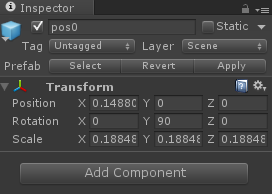 Inspector
pos0 Static
Tag Untagged Layer Scene
Prefab Select Revert Apply
Transform
Position X 0.14880 Y 0 Z 0
Rotation X 0 Y 90 Z 0
Scale X 0.18848 Y 0.18848 Z 0.18848
Add Component